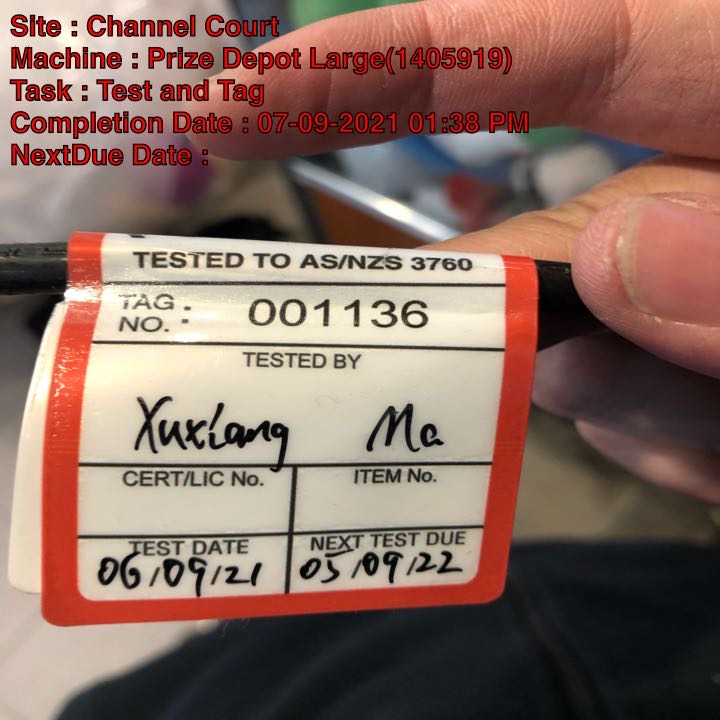 Site : Channel Court
Machine : Prize Depot Large(1405919)
Task : Test and Tag
Completion Date : 07-09-2021 01:38 PM
NextDue Date :
TESTED TO AS/NZS 3760
TAG NO. : 001136
TESTED BY
Xuxiang Ma
CERT/LIC No. ITEM No.
TEST DATE NEXT TEST DUE
06/09/21 05/09/22